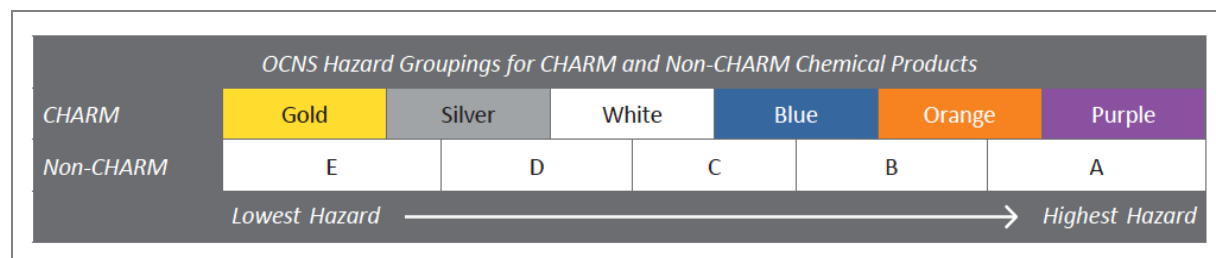 OCNS Hazard Groupings for CHARM and Non-CHARM Chemical Products
CHARM Gold Silver White Blue Orange Purple
Non-CHARM E D C B A
Lowest Hazard Highest Hazard